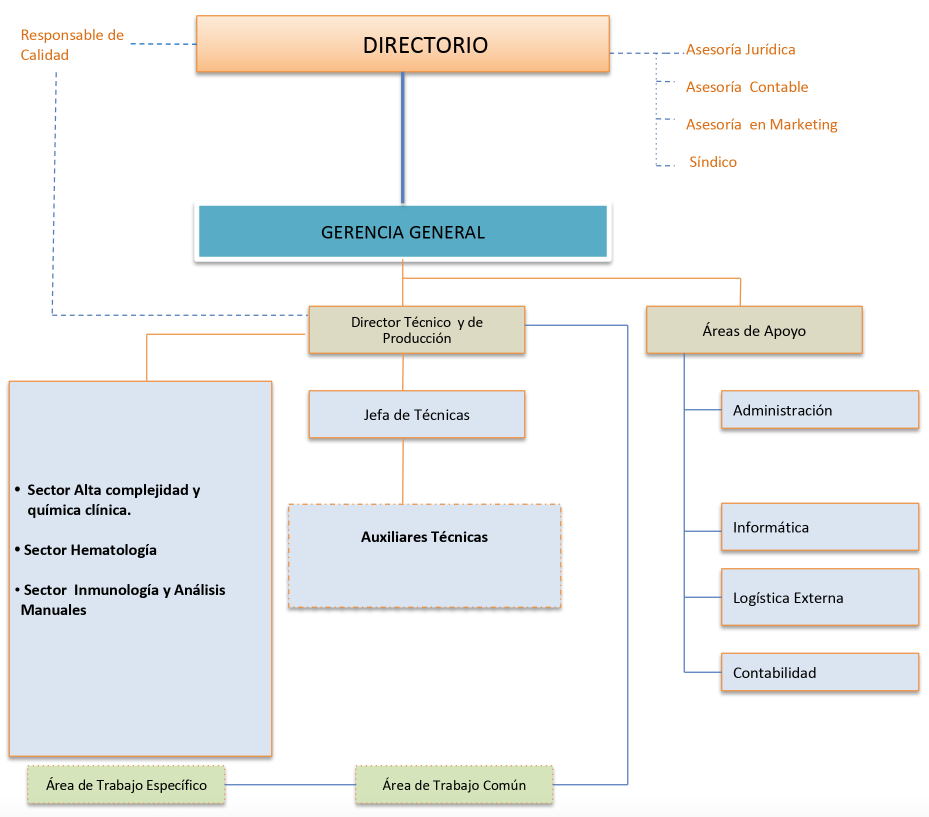 Responsable de
Calidad
DIRECTORIO
Asesoría Jurídica
Asesoría Contable
Asesoría en Marketing
Síndico
GERENCIA GENERAL
Director Técnico y de
Producción
Áreas de Apoyo
Jefa de Técnicas
Administración
• Sector Alta complejidad y
química clínica.
• Sector Hematología
• Sector Inmunología y Análisis
Manuales
Auxiliares Técnicas
Informática
Logística Externa
Contabilidad
Área de Trabajo Específico
Área de Trabajo Común